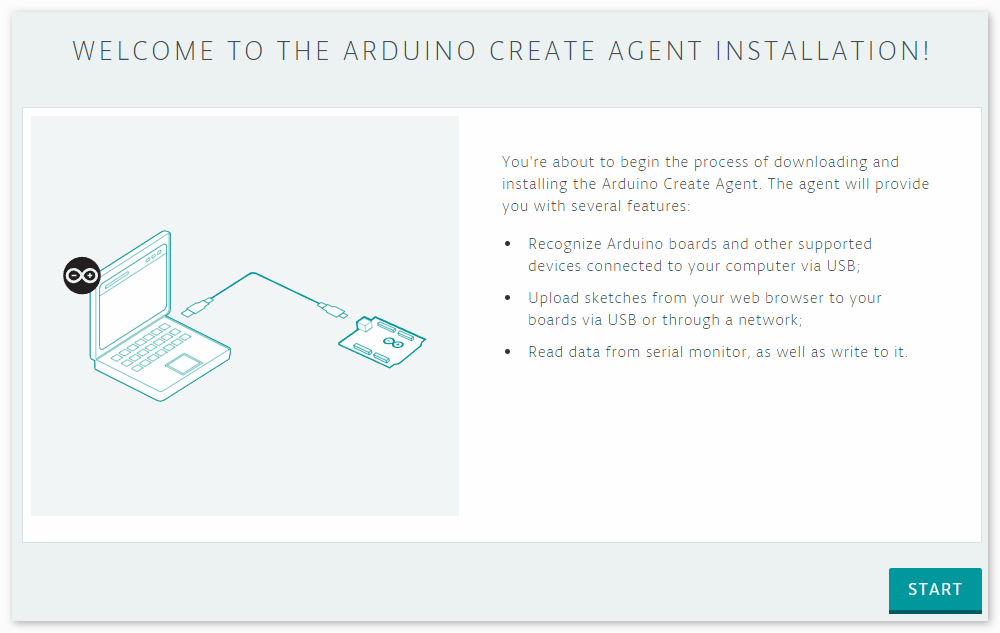 WELCOME TO THE ARDUINO CREATE AGENT INSTALLATION!
You're about to begin the process of downloading and
installing the Arduino Create Agent. The agent will provide
you with several features:
• Recognize Arduino boards and other supported
devices connected to your computer via USB;
• Upload sketches from your web browser to your
boards via USB or through a network;
• Read data from serial monitor, as well as write to it.
START